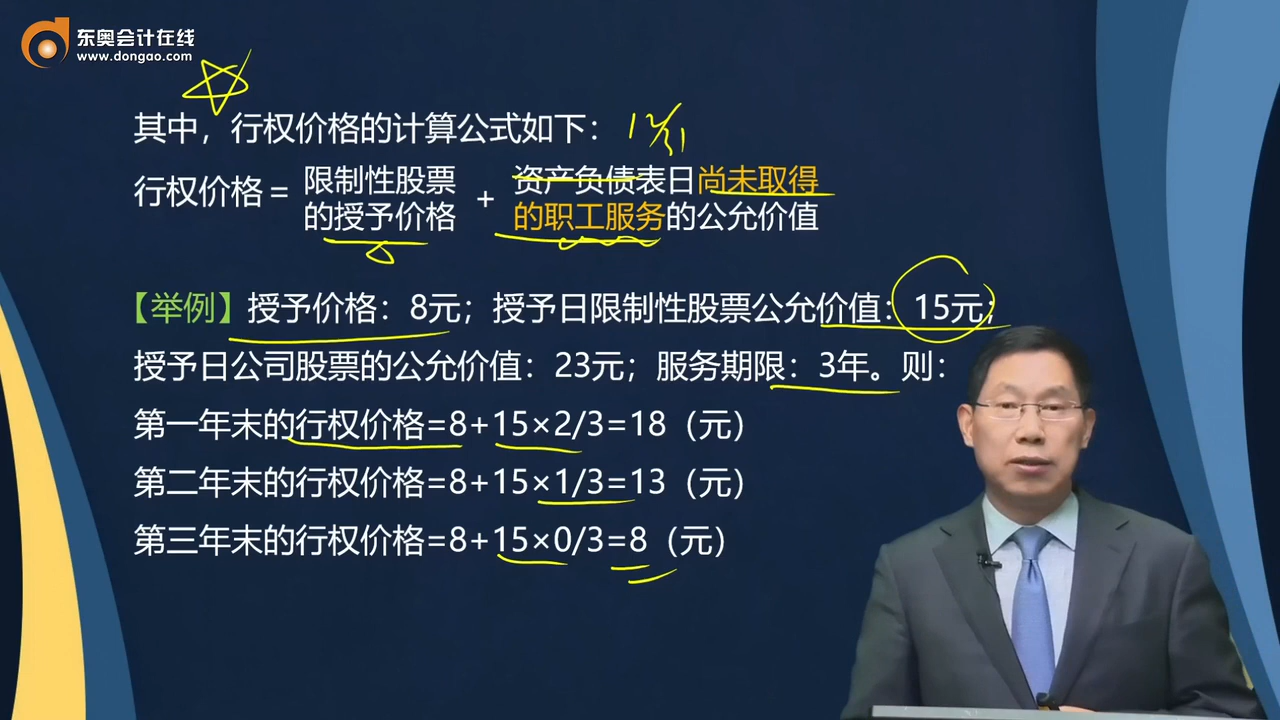 东奥会计在线
www.dongao.com
其中，行权价格的计算公式如下： 12/31
行权价格= 限制性股票的授予价格 + 资产负债表日尚未取得的职工服务的公允价值
8
【举例】授予价格：8元；授予日限制性股票公允价值：15元；
授予日公司股票的公允价值：23元；服务期限：3年。则：
第一年末的行权价格=8+15×2/3=18（元）
第二年末的行权价格=8+15×1/3=13（元）
第三年末的行权价格=8+15×0/3=8（元）